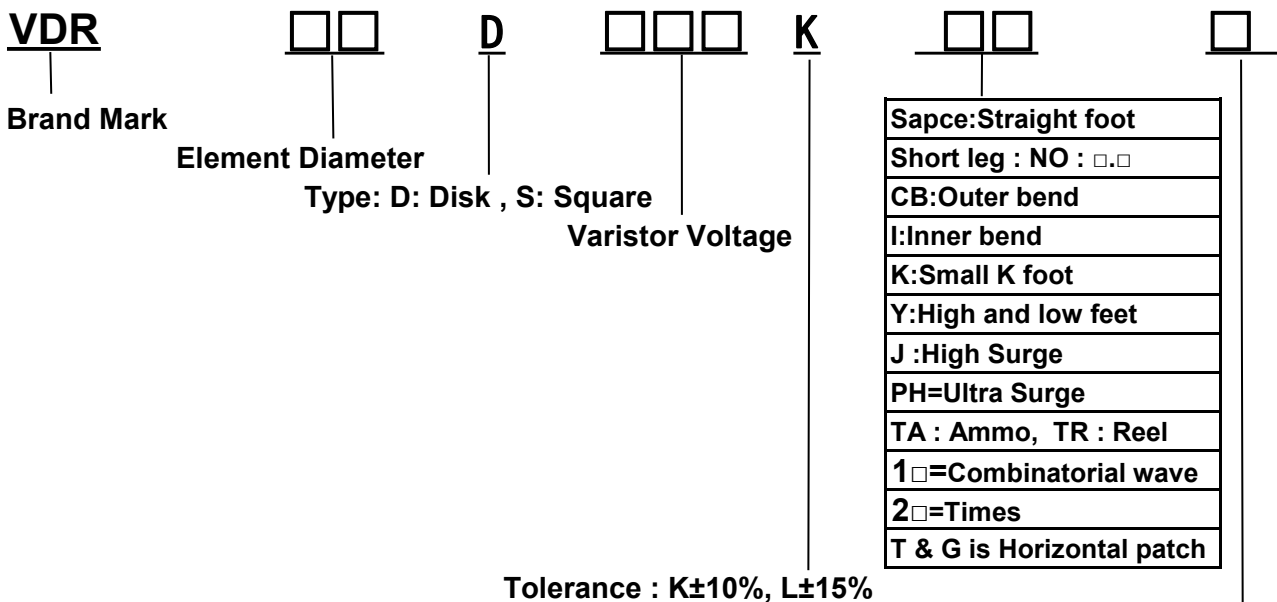 VDR □□ D □□□ K □□ □
Brand Mark
Element Diameter
Type: D: Disk , S: Square
Varistor Voltage
Sapce:Straight foot
Short leg : NO : □.□
CB:Outer bend
I:Inner bend
K:Small K foot
Y:High and low feet
J :High Surge
PH=Ultra Surge
TA : Ammo, TR : Reel
1□=Combinatorial wave
2□=Times
T & G is Horizontal patch
Tolerance : K±10%, L±15%